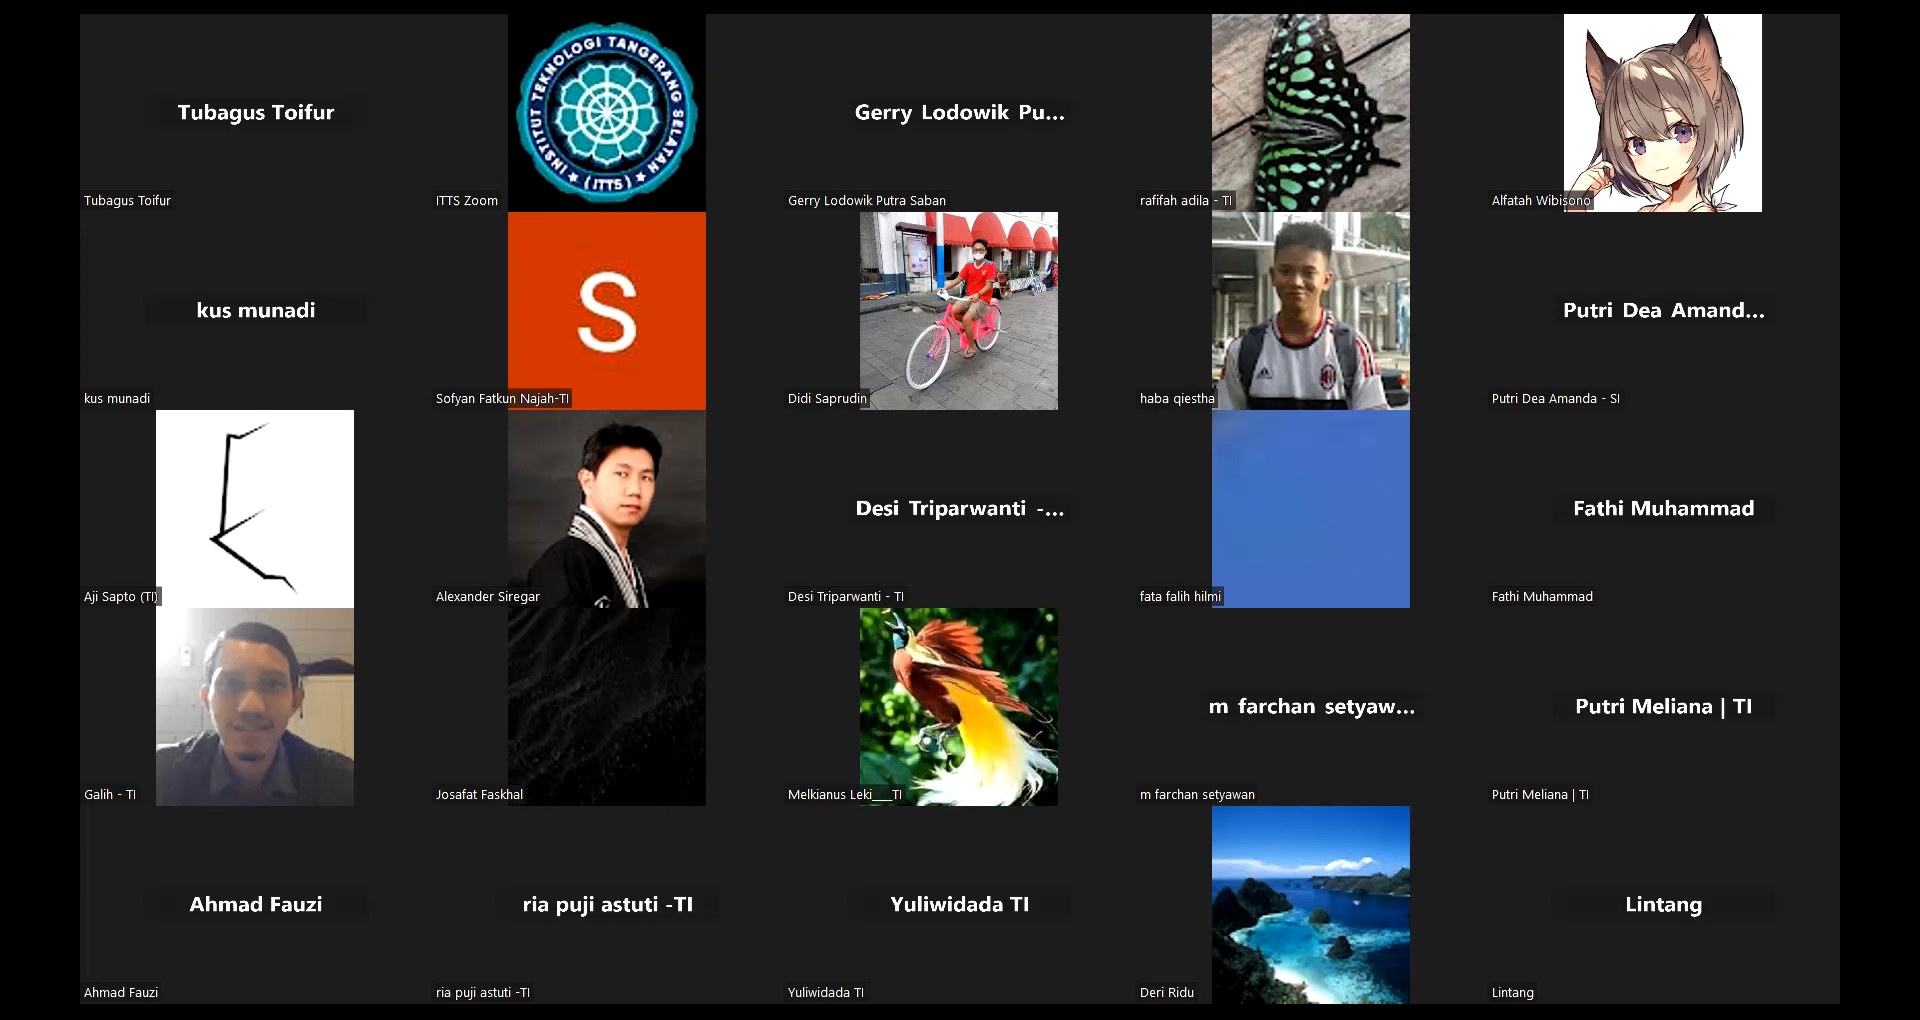 Tubagus Toifur
Tubagus Toifur
INSTITUT TEKNOLOGI TANGERANG SELATAN
(ITTS)
ITTS Zoom
Gerry Lodowik Pu...
Gerry Lodowik Putra Saban
rafifah adila - TI
Alfatah Wibisono
kus munadi
kus munadi
S
Sofyan Fatkun Najah-TI
Didi Saprudin
haba qiestha
Putri Dea Amand...
Putri Dea Amanda - SI
Aji Sapto (TI)
Alexander Siregar
Desi Triparwanti -...
Desi Triparwanti - TI
fata falih hilmi
Fathi Muhammad
Fathi Muhammad
Galih - TI
Josafat Faskhal
Melkianus Leki___TI
m farchan setyaw...
m farchan setyawan
Putri Meliana | TI
Putri Meliana | TI
Ahmad Fauzi
Ahmad Fauzi
ria puji astuti -TI
ria puji astuti -TI
Yuliwidada TI
Yuliwidada TI
Deri Ridu
Lintang
Lintang